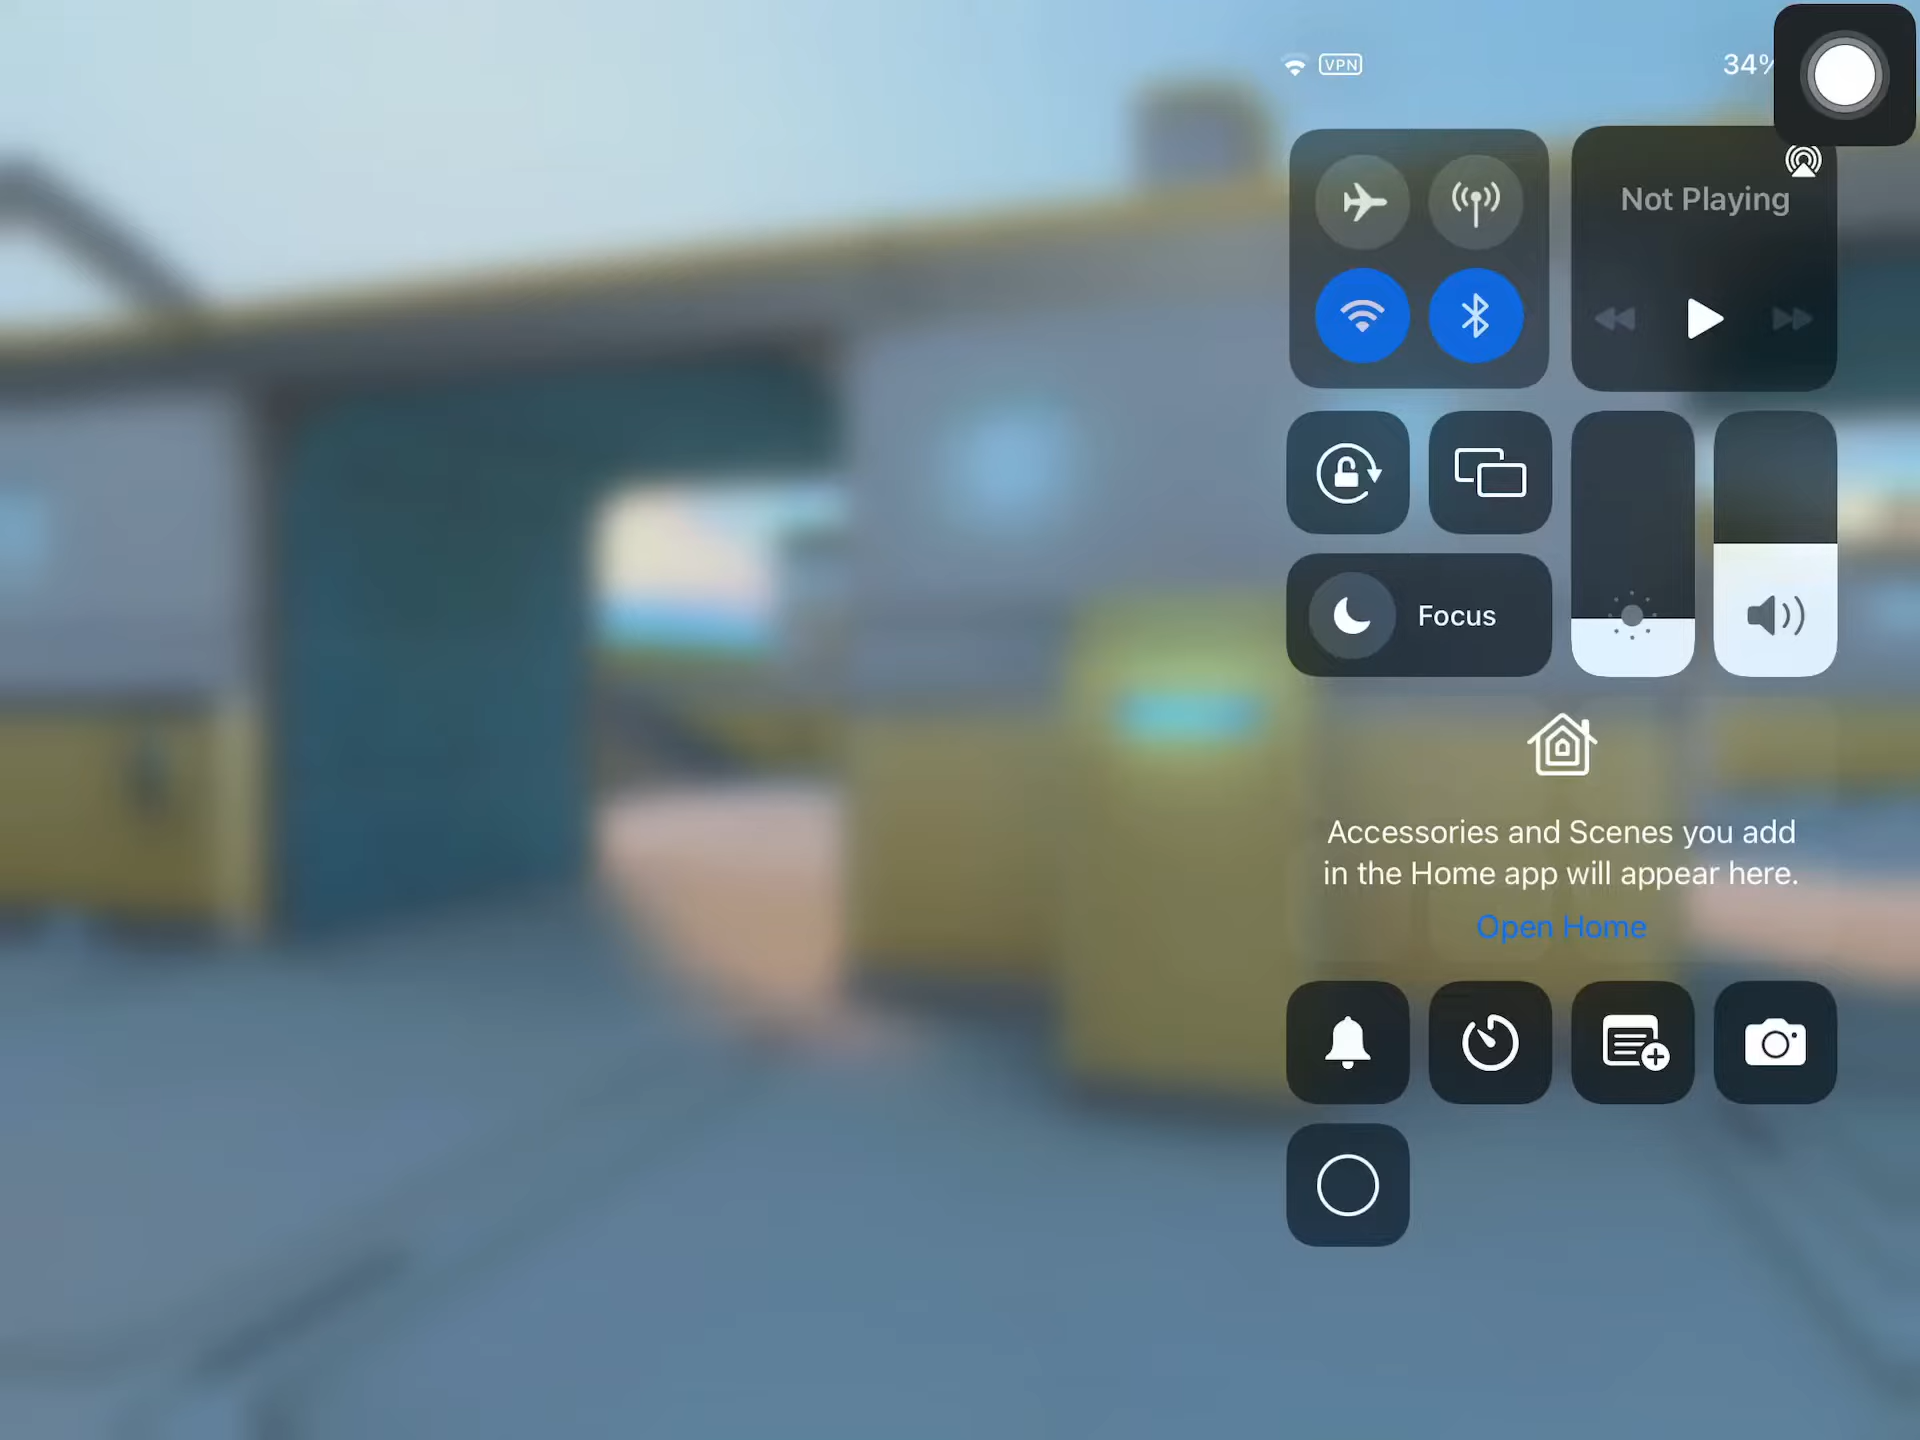 VPN
34%
Not Playing
Focus
Accessories and Scenes you add
in the Home app will appear here.
Open Home